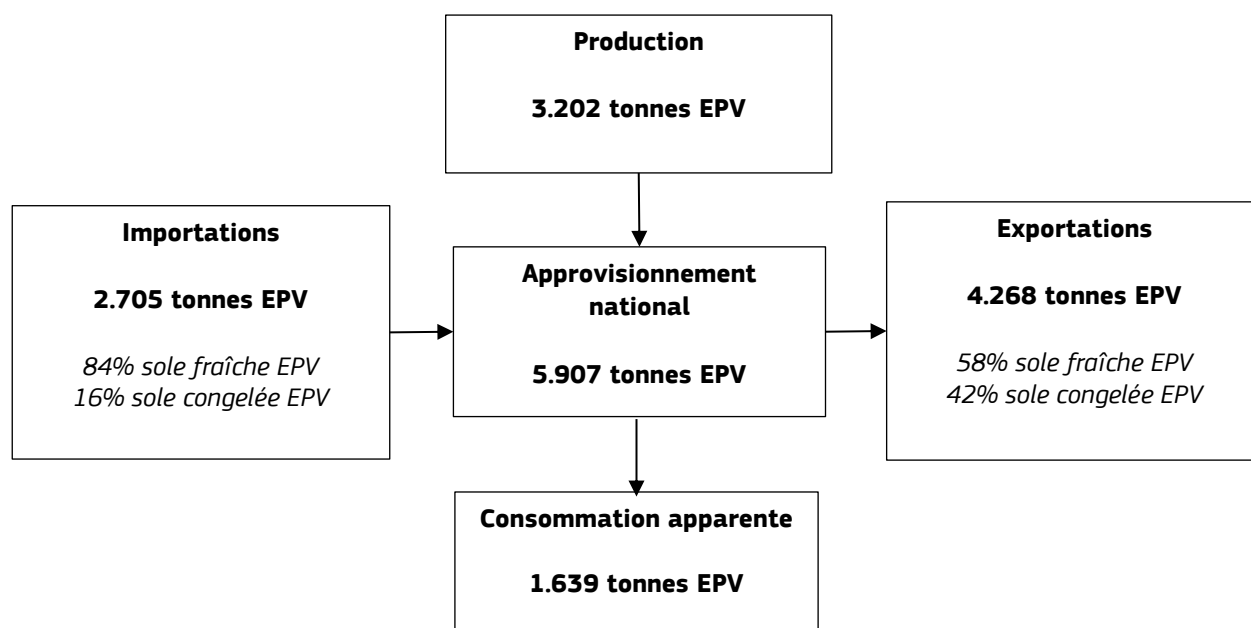 Production
3.202 tonnes EPV
Importations
2.705 tonnes EPV
84% sole fraîche EPV
16% sole congelée EPV
Approvisionnement
national
5.907 tonnes EPV
Exportations
4.268 tonnes EPV
58% sole fraîche EPV
42% sole congelée EPV
Consommation apparente
1.639 tonnes EPV